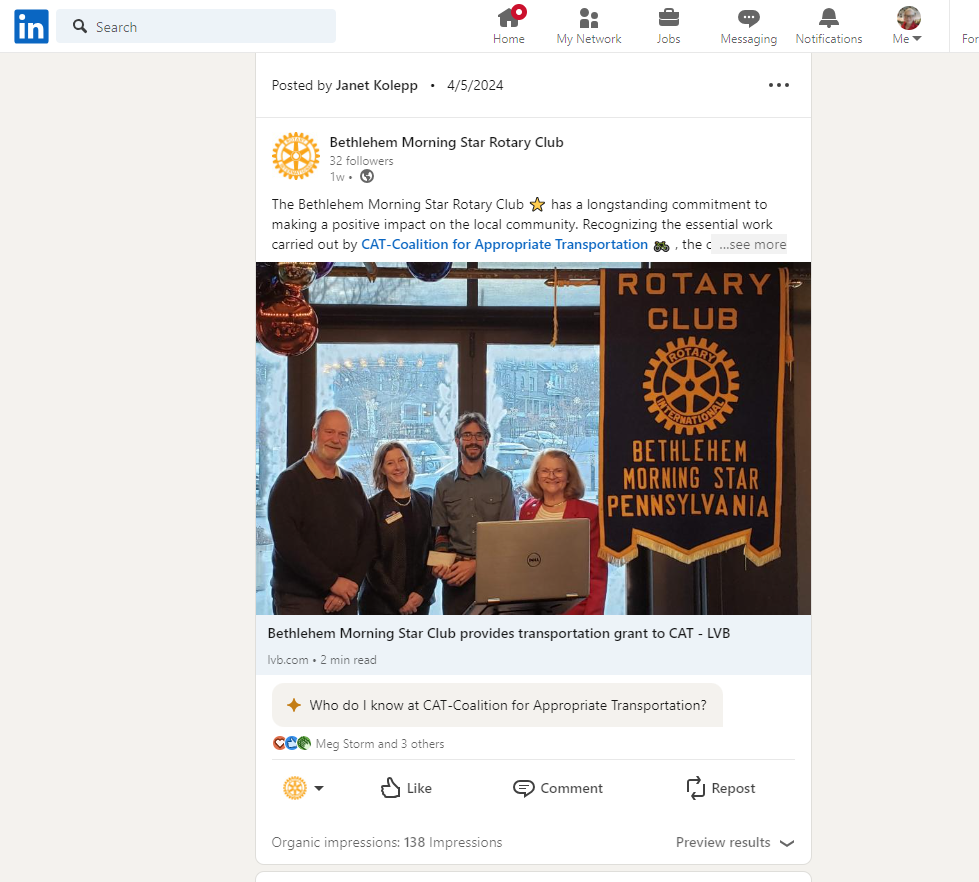 in
Search
Home
My Network
Jobs
Messaging
Notifications
Me
For
Posted by Janet Kolepp • 4/5/2024
Bethlehem Morning Star Rotary Club
32 followers
1w •
The Bethlehem Morning Star Rotary Club ⭐ has a longstanding commitment to
making a positive impact on the local community. Recognizing the essential work
carried out by CAT-Coalition for Appropriate Transportation 🚲 , the c ...see more
ROTARY
CLUB
ROTARY
INTERNATIONAL
BETHLEHEM
MORNING STAR
PENNSYLVANIA
DELL
Bethlehem Morning Star Club provides transportation grant to CAT - LVB
lvb.com • 2 min read
Who do I know at CAT-Coalition for Appropriate Transportation?
Meg Storm and 3 others
Like
Comment
Repost
Organic impressions: 138 Impressions
Preview results